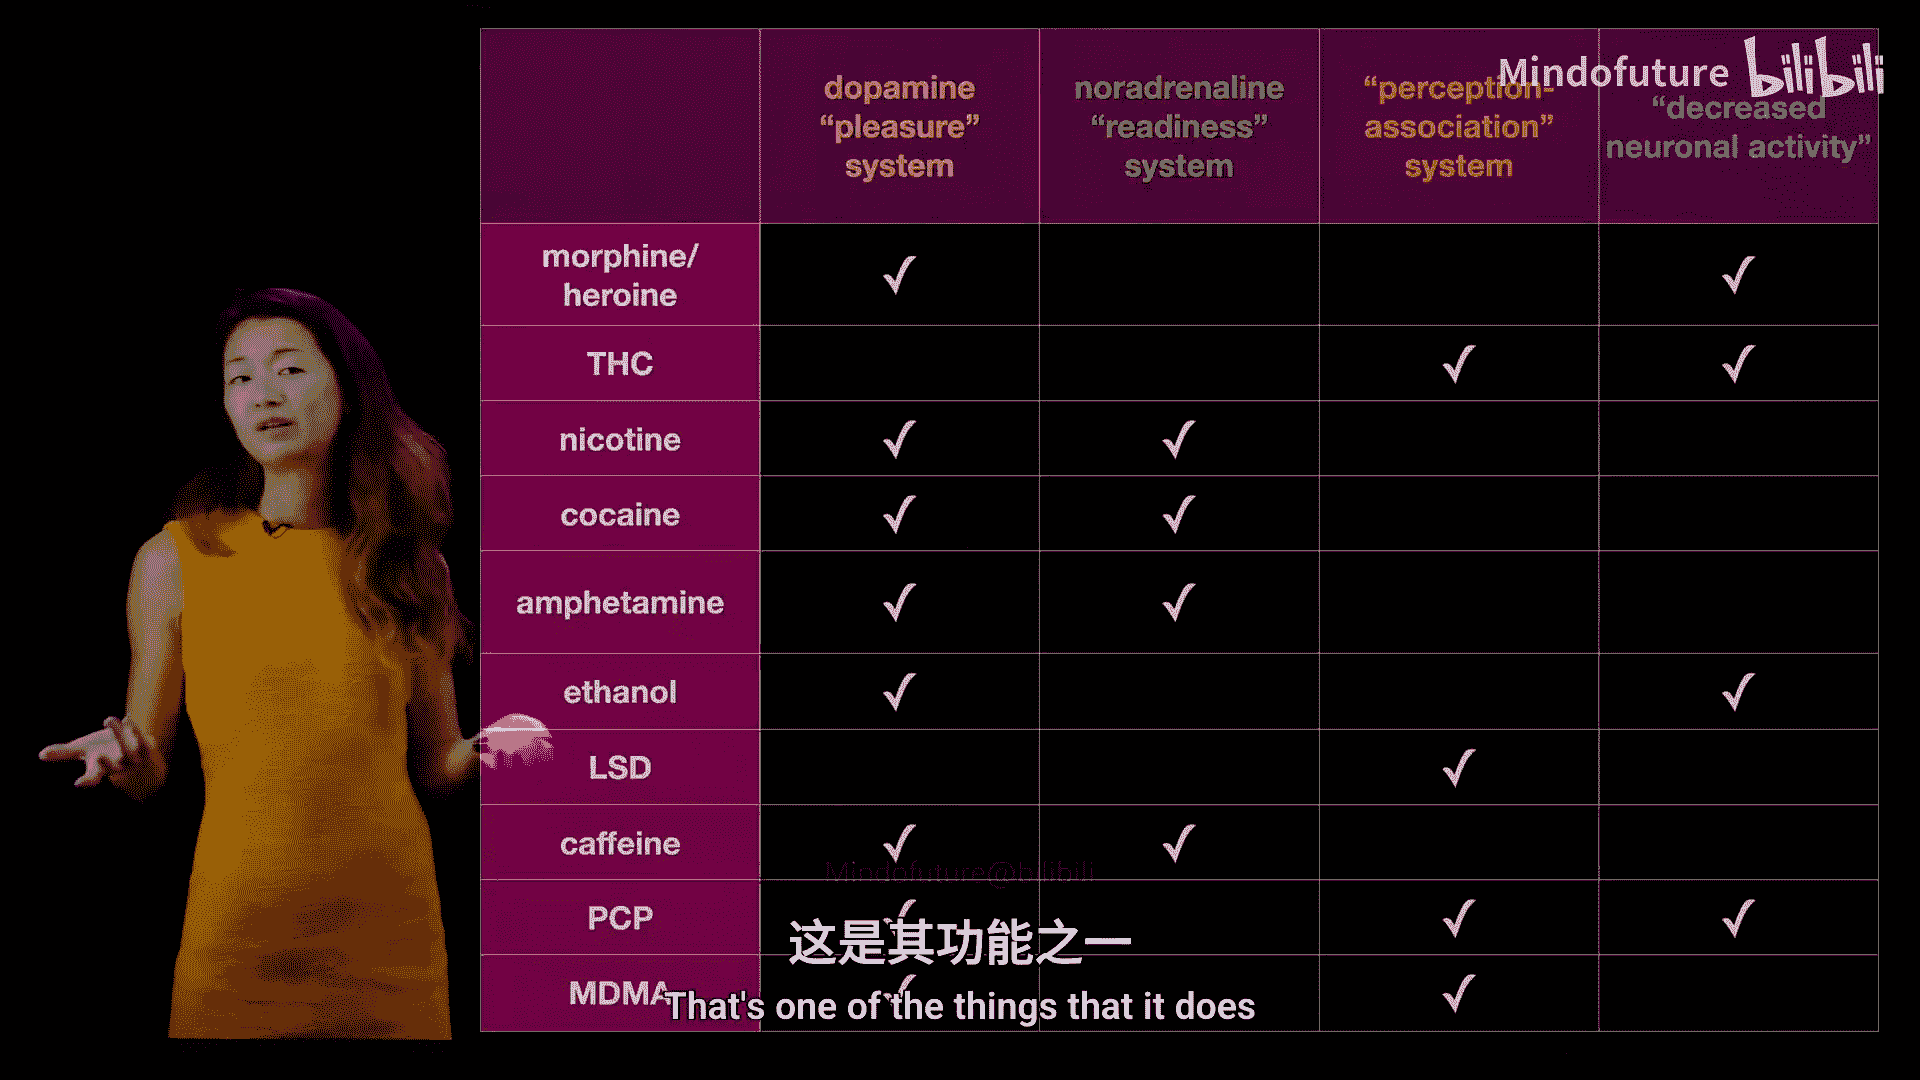 Mindofuture bilibili
dopamine
“pleasure”
system
noradrenaline
“readiness”
system
“perception-
association”
system
“decreased
neuronal activity”
morphine/
heroine
✓ ✓
THC ✓ ✓
nicotine ✓ ✓
cocaine ✓ ✓
amphetamine ✓ ✓
ethanol ✓ ✓
LSD ✓
caffeine ✓ ✓
Mindofuture@bilibili
PCP ✓ ✓ ✓
MDMA ✓ ✓
这是其功能之一
That's one of the things that it does